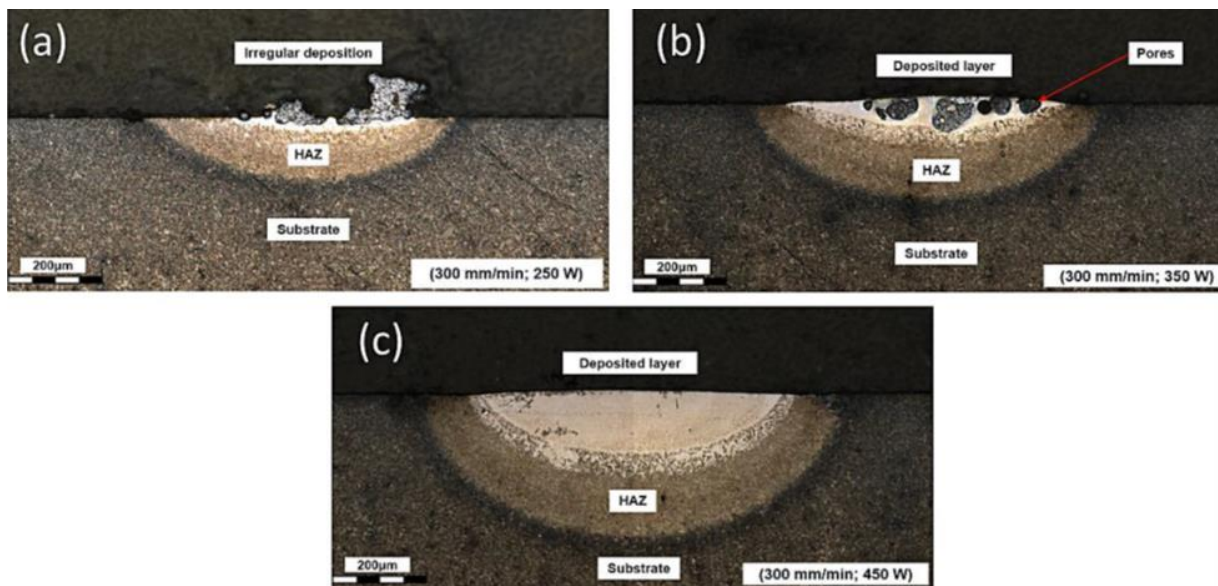 (a)
Irregular deposition
HAZ
Substrate
200µm
(300 mm/min; 250 W)
(b)
Deposited layer
Pores
HAZ
Substrate
200µm
(300 mm/min; 350 W)
(c)
Deposited layer
HAZ
200µm
Substrate
(300 mm/min; 450 W)